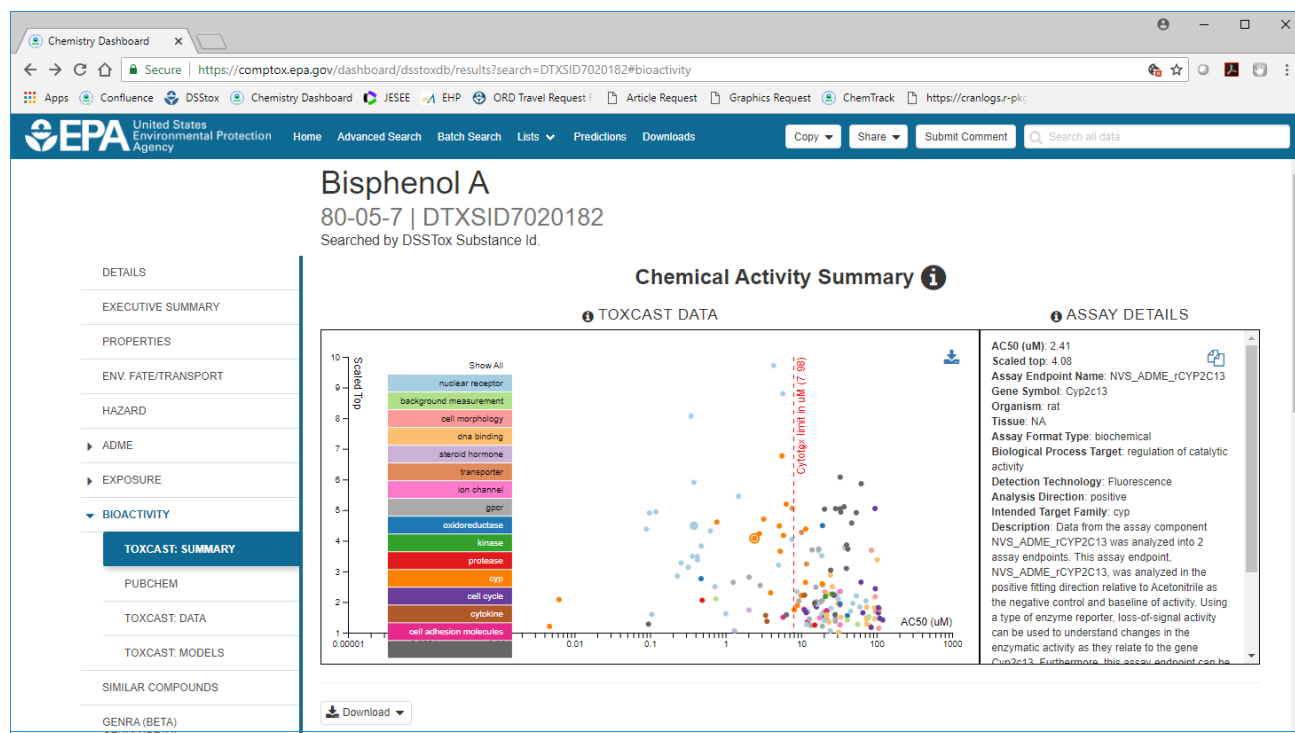 Chemistry Dashboard
Secure | https://comptox.epa.gov/dashboard/dsstoxdb/results?search=DTXSID7020182#bioactivity
Apps Confluence DSStox Chemistry Dashboard JESEE EHP ORD Travel Request F Article Request Graphics Request ChemTrack https://cranlogs.r-pkg
EPA United States Environmental Protection Agency
Home Advanced Search Batch Search Lists Predictions Downloads Copy Share Submit Comment Search all data
Bisphenol A
80-05-7 | DTXSID7020182
Searched by DSSTox Substance Id.
DETAILS
EXECUTIVE SUMMARY
PROPERTIES
ENV. FATE/TRANSPORT
HAZARD
ADME
EXPOSURE
BIOACTIVITY
TOXCAST: SUMMARY
PUBCHEM
TOXCAST: DATA
TOXCAST: MODELS
SIMILAR COMPOUNDS
GENRA (BETA)
Chemical Activity Summary
TOXCAST DATA
Scaled Top
10
9
8
7
6
5
4
3
2
1
Show All
nuclear receptor
background measurement
cell morphology
dna binding
steroid hormone
transporter
ion channel
gpcr
oxidoreductase
kinase
protease
cyp
cell cycle
cytokine
cell adhesion molecules
Cytotox limit in uM (7.98)
AC50 (uM)
0.00001 0.01 0.1 1 10 100 1000
ASSAY DETAILS
AC50 (uM): 2.41
Scaled top: 4.08
Assay Endpoint Name: NVS_ADME_rCYP2C13
Gene Symbol: Cyp2c13
Organism: rat
Tissue: NA
Assay Format Type: biochemical
Biological Process Target: regulation of catalytic
activity
Detection Technology: Fluorescence
Analysis Direction: positive
Intended Target Family: cyp
Description: Data from the assay component
NVS_ADME_rCYP2C13 was analyzed into 2
assay endpoints. This assay endpoint,
NVS_ADME_rCYP2C13, was analyzed in the
positive fitting direction relative to Acetonitrile as
the negative control and baseline of activity. Using
a type of enzyme reporter, loss-of-signal activity
can be used to understand changes in the
enzymatic activity as they relate to the gene
Cyp2c13. Furthermore, this assay endpoint can be
Download